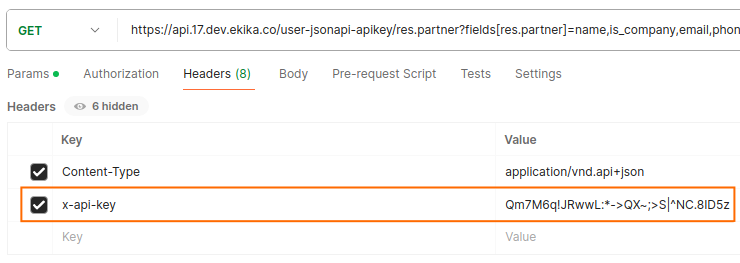 GET https://api.17.dev.ekika.co/user-jsonapi-apikey/res.partner?fields[res.partner]=name,is_company,email,phon
Params Authorization Headers (8) Body Pre-request Script Tests Settings
Headers 6 hidden
Key Value
Content-Type application/vnd.api+json
x-api-key Qm7M6q!JRwwL:*->QX~;>S|^NC.8ID5z
Key Value